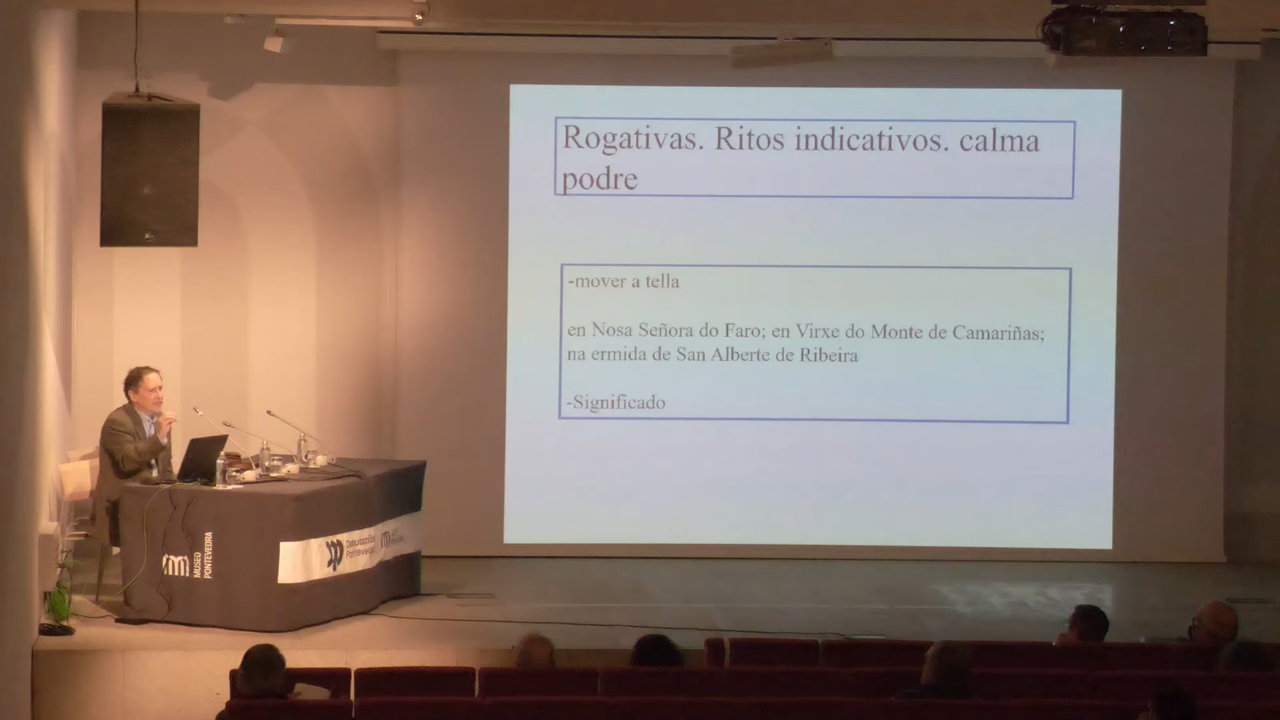 Rogativas. Ritos indicativos. calma
podre
-mover a tella
en Nosa Señora do Faro; en Virxe do Monte de Camariñas;
na ermida de San Alberte de Ribeira
-Significado
MUSEO
PONTEVEDRA
Deputación
Pontevedra